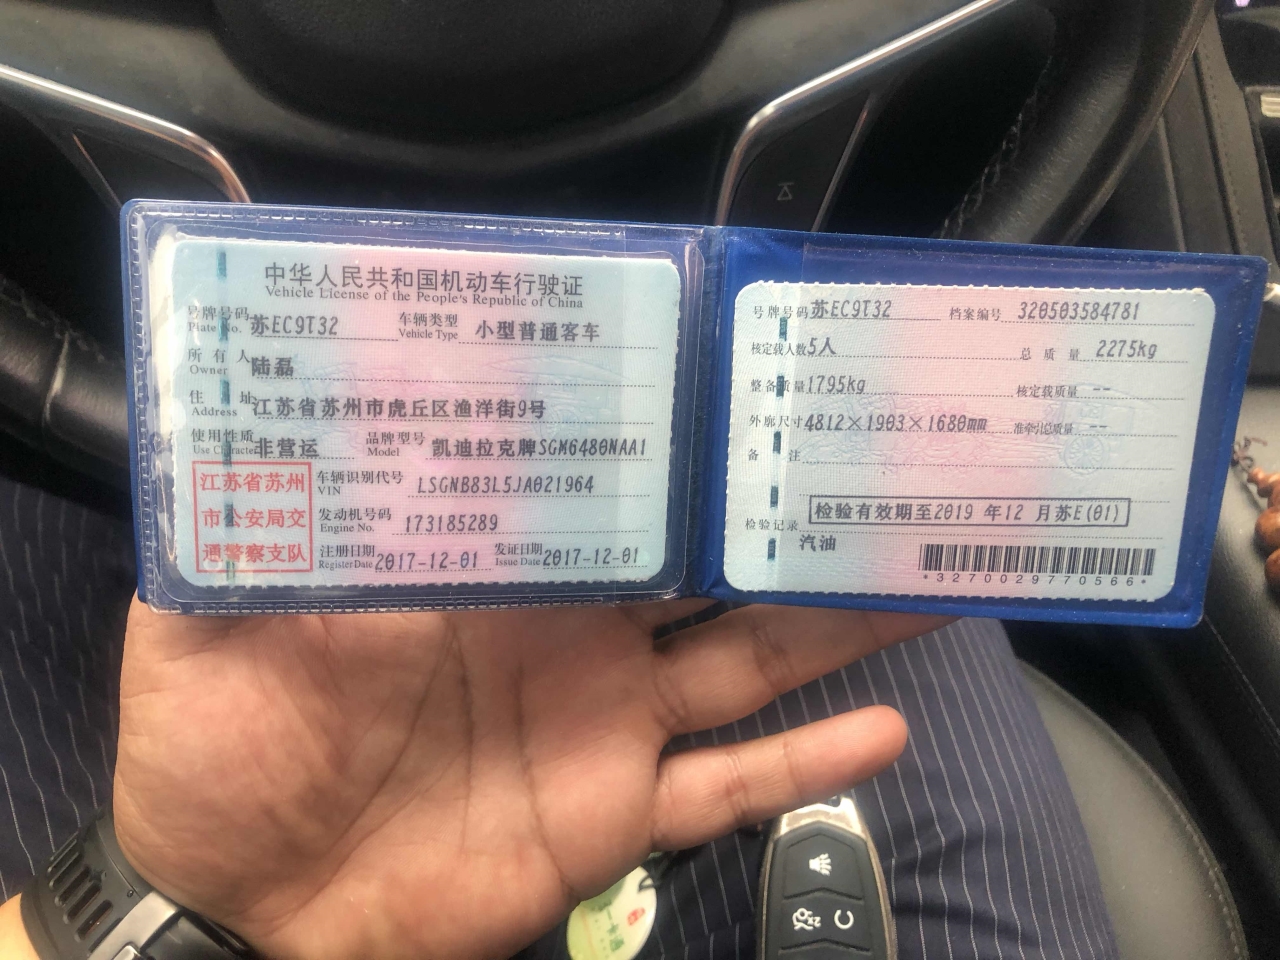 中华人民共和国机动车行驶证
Vehicle License of the People's Republic of China
号牌号码 苏EC9T32 车辆类型 小型普通客车
Plate No. Vehicle Type
所有人 陆磊
Owner
住址 江苏省苏州市虎丘区渔洋街9号
Address
使用性质 非营运 品牌型号 凯迪拉克牌SGM6480NAA1
Use Character Model
江苏省苏州
市公安局交
通警察支队
车辆识别代号 LSGNB83L5JA021964
VIN
发动机号码 173185289
Engine No.
注册日期 2017-12-01 发证日期 2017-12-01
Register Date Issue Date
号牌号码 苏EC9T32 档案编号 320503584781
核定载人数 5人 总质量 2275kg
整备质量 1795kg 核定载质量 --
外廓尺寸 4812×1903×1680mm 准牵引总质量 --
备注
检验有效期至2019 年12 月苏E(01)
检验记录
汽油
*3270029770566*